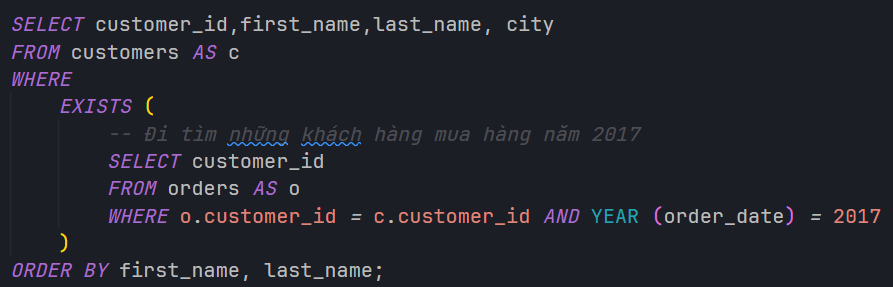 SELECT customer_id,first_name,last_name, city
FROM customers AS c
WHERE
EXISTS (
-- Đi tìm những khách hàng mua hàng năm 2017
SELECT customer_id
FROM orders AS o
WHERE o.customer_id = c.customer_id AND YEAR (order_date) = 2017
)
ORDER BY first_name, last_name;